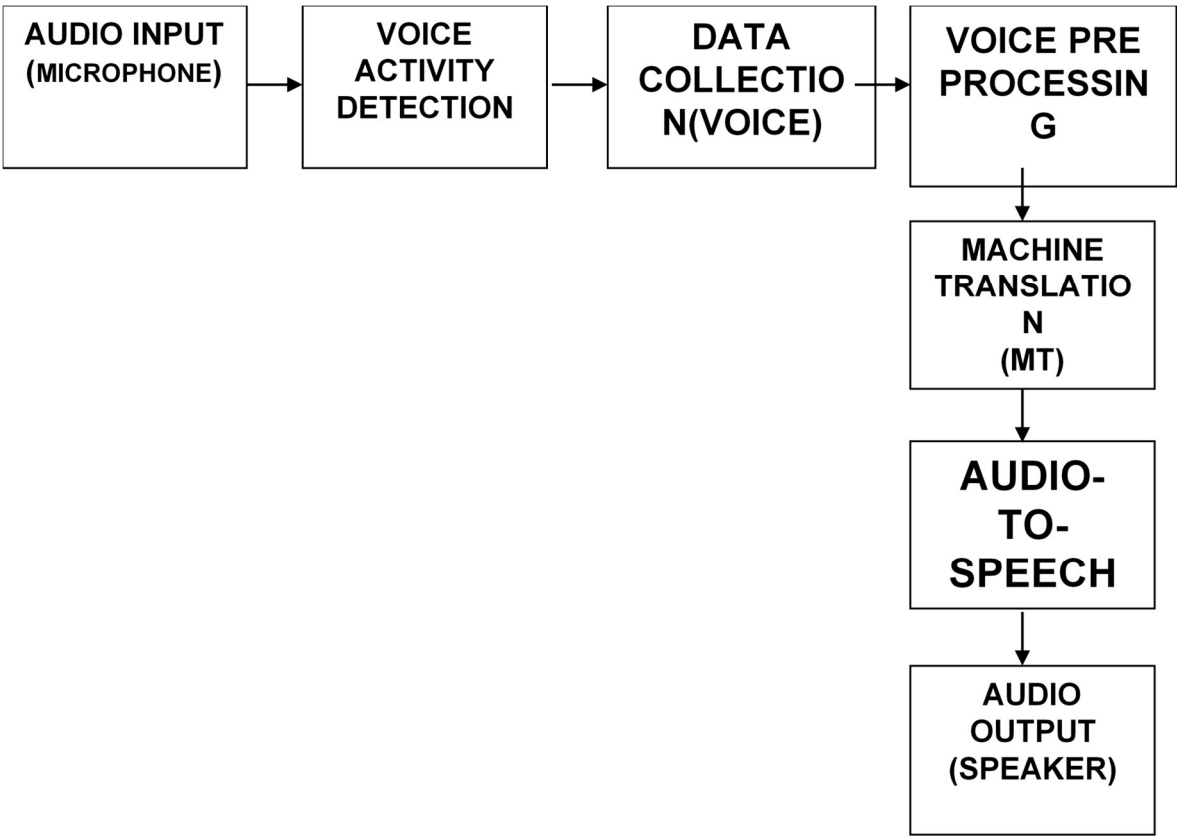 AUDIO INPUT
(MICROPHONE)
VOICE
ACTIVITY
DETECTION
DATA
COLLECTIO
N(VOICE)
VOICE PRE
PROCESSIN
G
MACHINE
TRANSLATIO
N
(MT)
AUDIO-
TO-
SPEECH
AUDIO
OUTPUT
(SPEAKER)